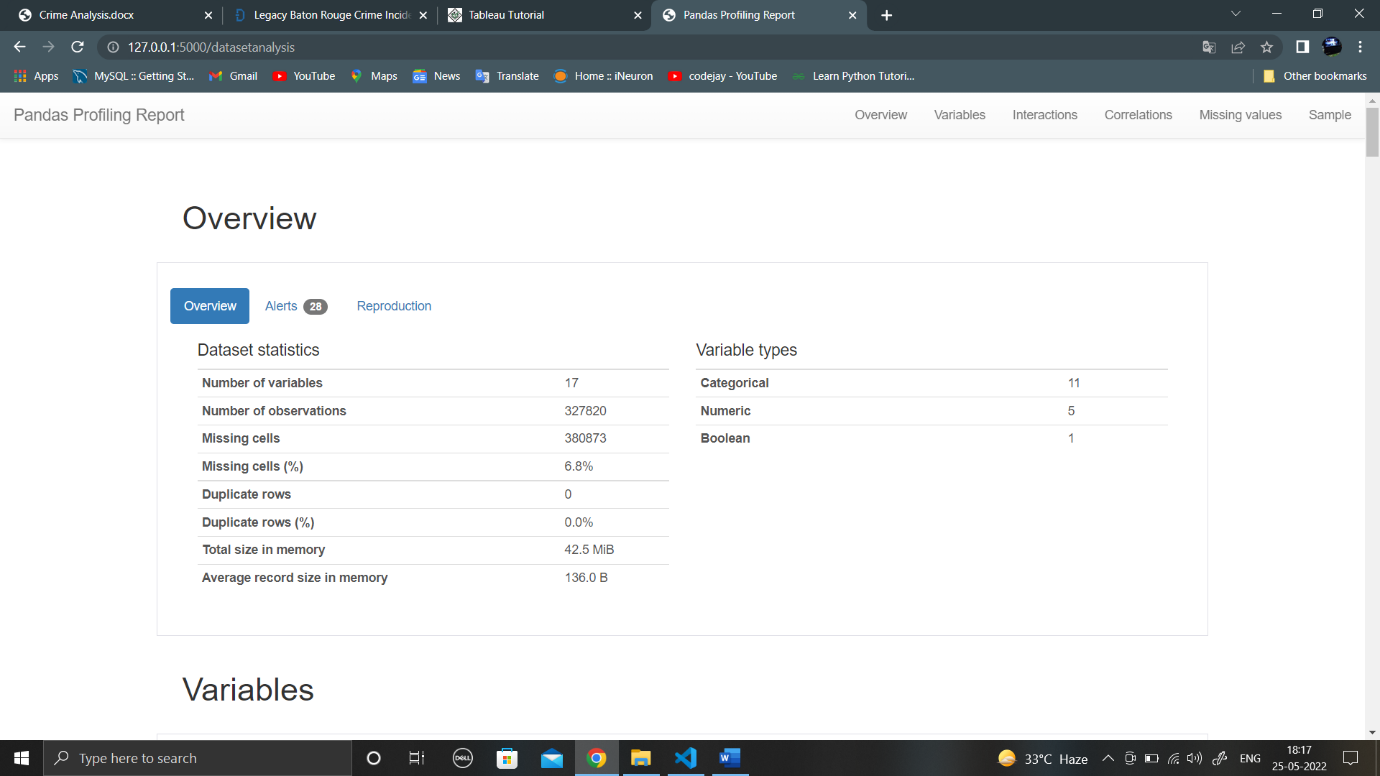 Crime Analysis.docx
Legacy Baton Rouge Crime Incid
Tableau Tutorial
Pandas Profiling Report
127.0.0.1:5000/datasetanalysis
Apps
MySQL :: Getting St...
Gmail
YouTube
Maps
News
Translate
Home :: iNeuron
codejay - YouTube
Learn Python Tutori...
Other bookmarks
Pandas Profiling Report
Overview
Variables
Interactions
Correlations
Missing values
Sample
Overview
Overview
Alerts 28
Reproduction
Dataset statistics
Number of variables 17
Number of observations 327820
Missing cells 380873
Missing cells (%) 6.8%
Duplicate rows 0
Duplicate rows (%) 0.0%
Total size in memory 42.5 MiB
Average record size in memory 136.0 B
Variable types
Categorical 11
Numeric 5
Boolean 1
Variables
Type here to search
DELL
33°C Haze
ENG
18:17
25-05-2022